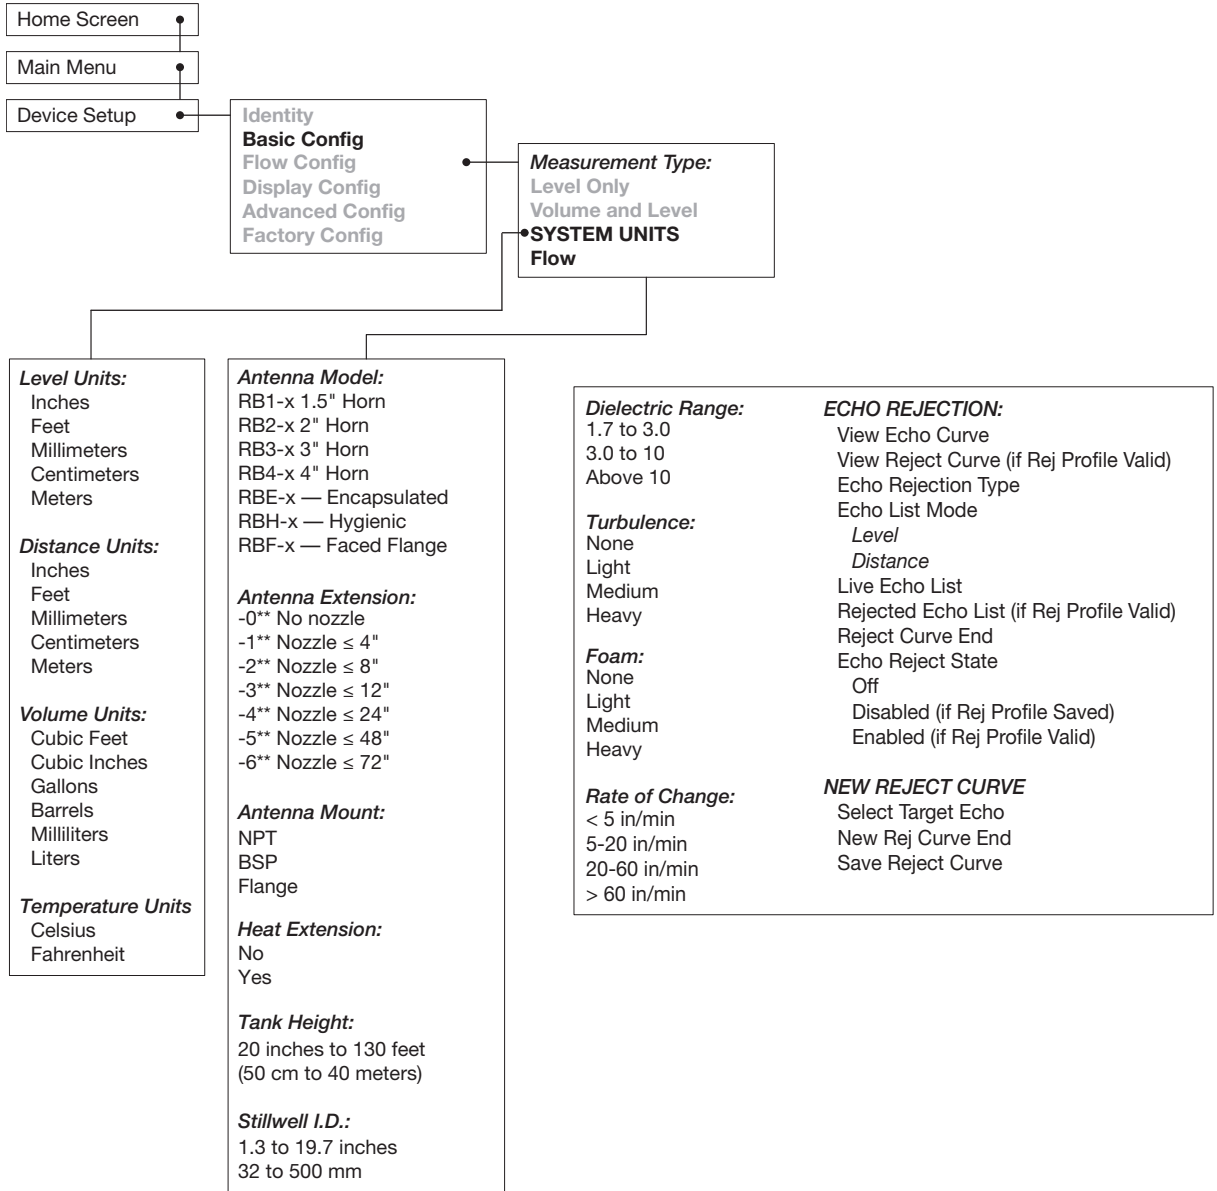 Home Screen
Main Menu
Device Setup
Identity
Basic Config
Flow Config
Display Config
Advanced Config
Factory Config
Measurement Type:
Level Only
Volume and Level
SYSTEM UNITS
Flow
Level Units:
Inches
Feet
Millimeters
Centimeters
Meters
Distance Units:
Inches
Feet
Millimeters
Centimeters
Meters
Volume Units:
Cubic Feet
Cubic Inches
Gallons
Barrels
Milliliters
Liters
Temperature Units
Celsius
Fahrenheit
Antenna Model:
RB1-x 1.5" Horn
RB2-x 2" Horn
RB3-x 3" Horn
RB4-x 4" Horn
RBE-x — Encapsulated
RBH-x — Hygienic
RBF-x — Faced Flange
Antenna Extension:
-0** No nozzle
-1** Nozzle ≤ 4"
-2** Nozzle ≤ 8"
-3** Nozzle ≤ 12"
-4** Nozzle ≤ 24"
-5** Nozzle ≤ 48"
-6** Nozzle ≤ 72"
Antenna Mount:
NPT
BSP
Flange
Heat Extension:
No
Yes
Tank Height:
20 inches to 130 feet
(50 cm to 40 meters)
Stillwell I.D.:
1.3 to 19.7 inches
32 to 500 mm
Dielectric Range:
1.7 to 3.0
3.0 to 10
Above 10
Turbulence:
None
Light
Medium
Heavy
Foam:
None
Light
Medium
Heavy
Rate of Change:
< 5 in/min
5-20 in/min
20-60 in/min
> 60 in/min
ECHO REJECTION:
View Echo Curve
View Reject Curve (if Rej Profile Valid)
Echo Rejection Type
Echo List Mode
Level
Distance
Live Echo List
Rejected Echo List (if Rej Profile Valid)
Reject Curve End
Echo Reject State
Off
Disabled (if Rej Profile Saved)
Enabled (if Rej Profile Valid)
NEW REJECT CURVE
Select Target Echo
New Rej Curve End
Save Reject Curve